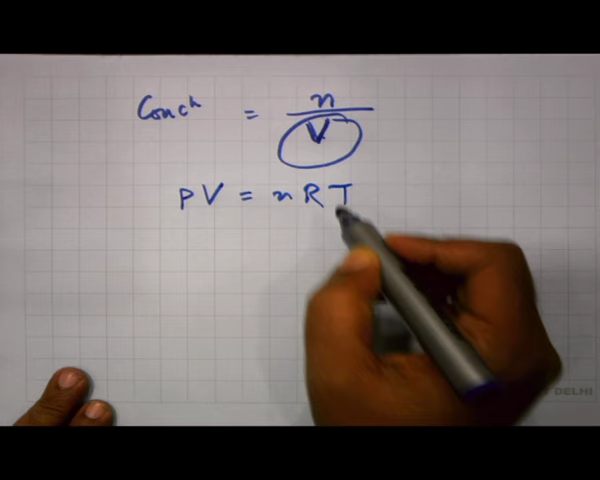 Concn = n
V
PV = nRT
DELHI